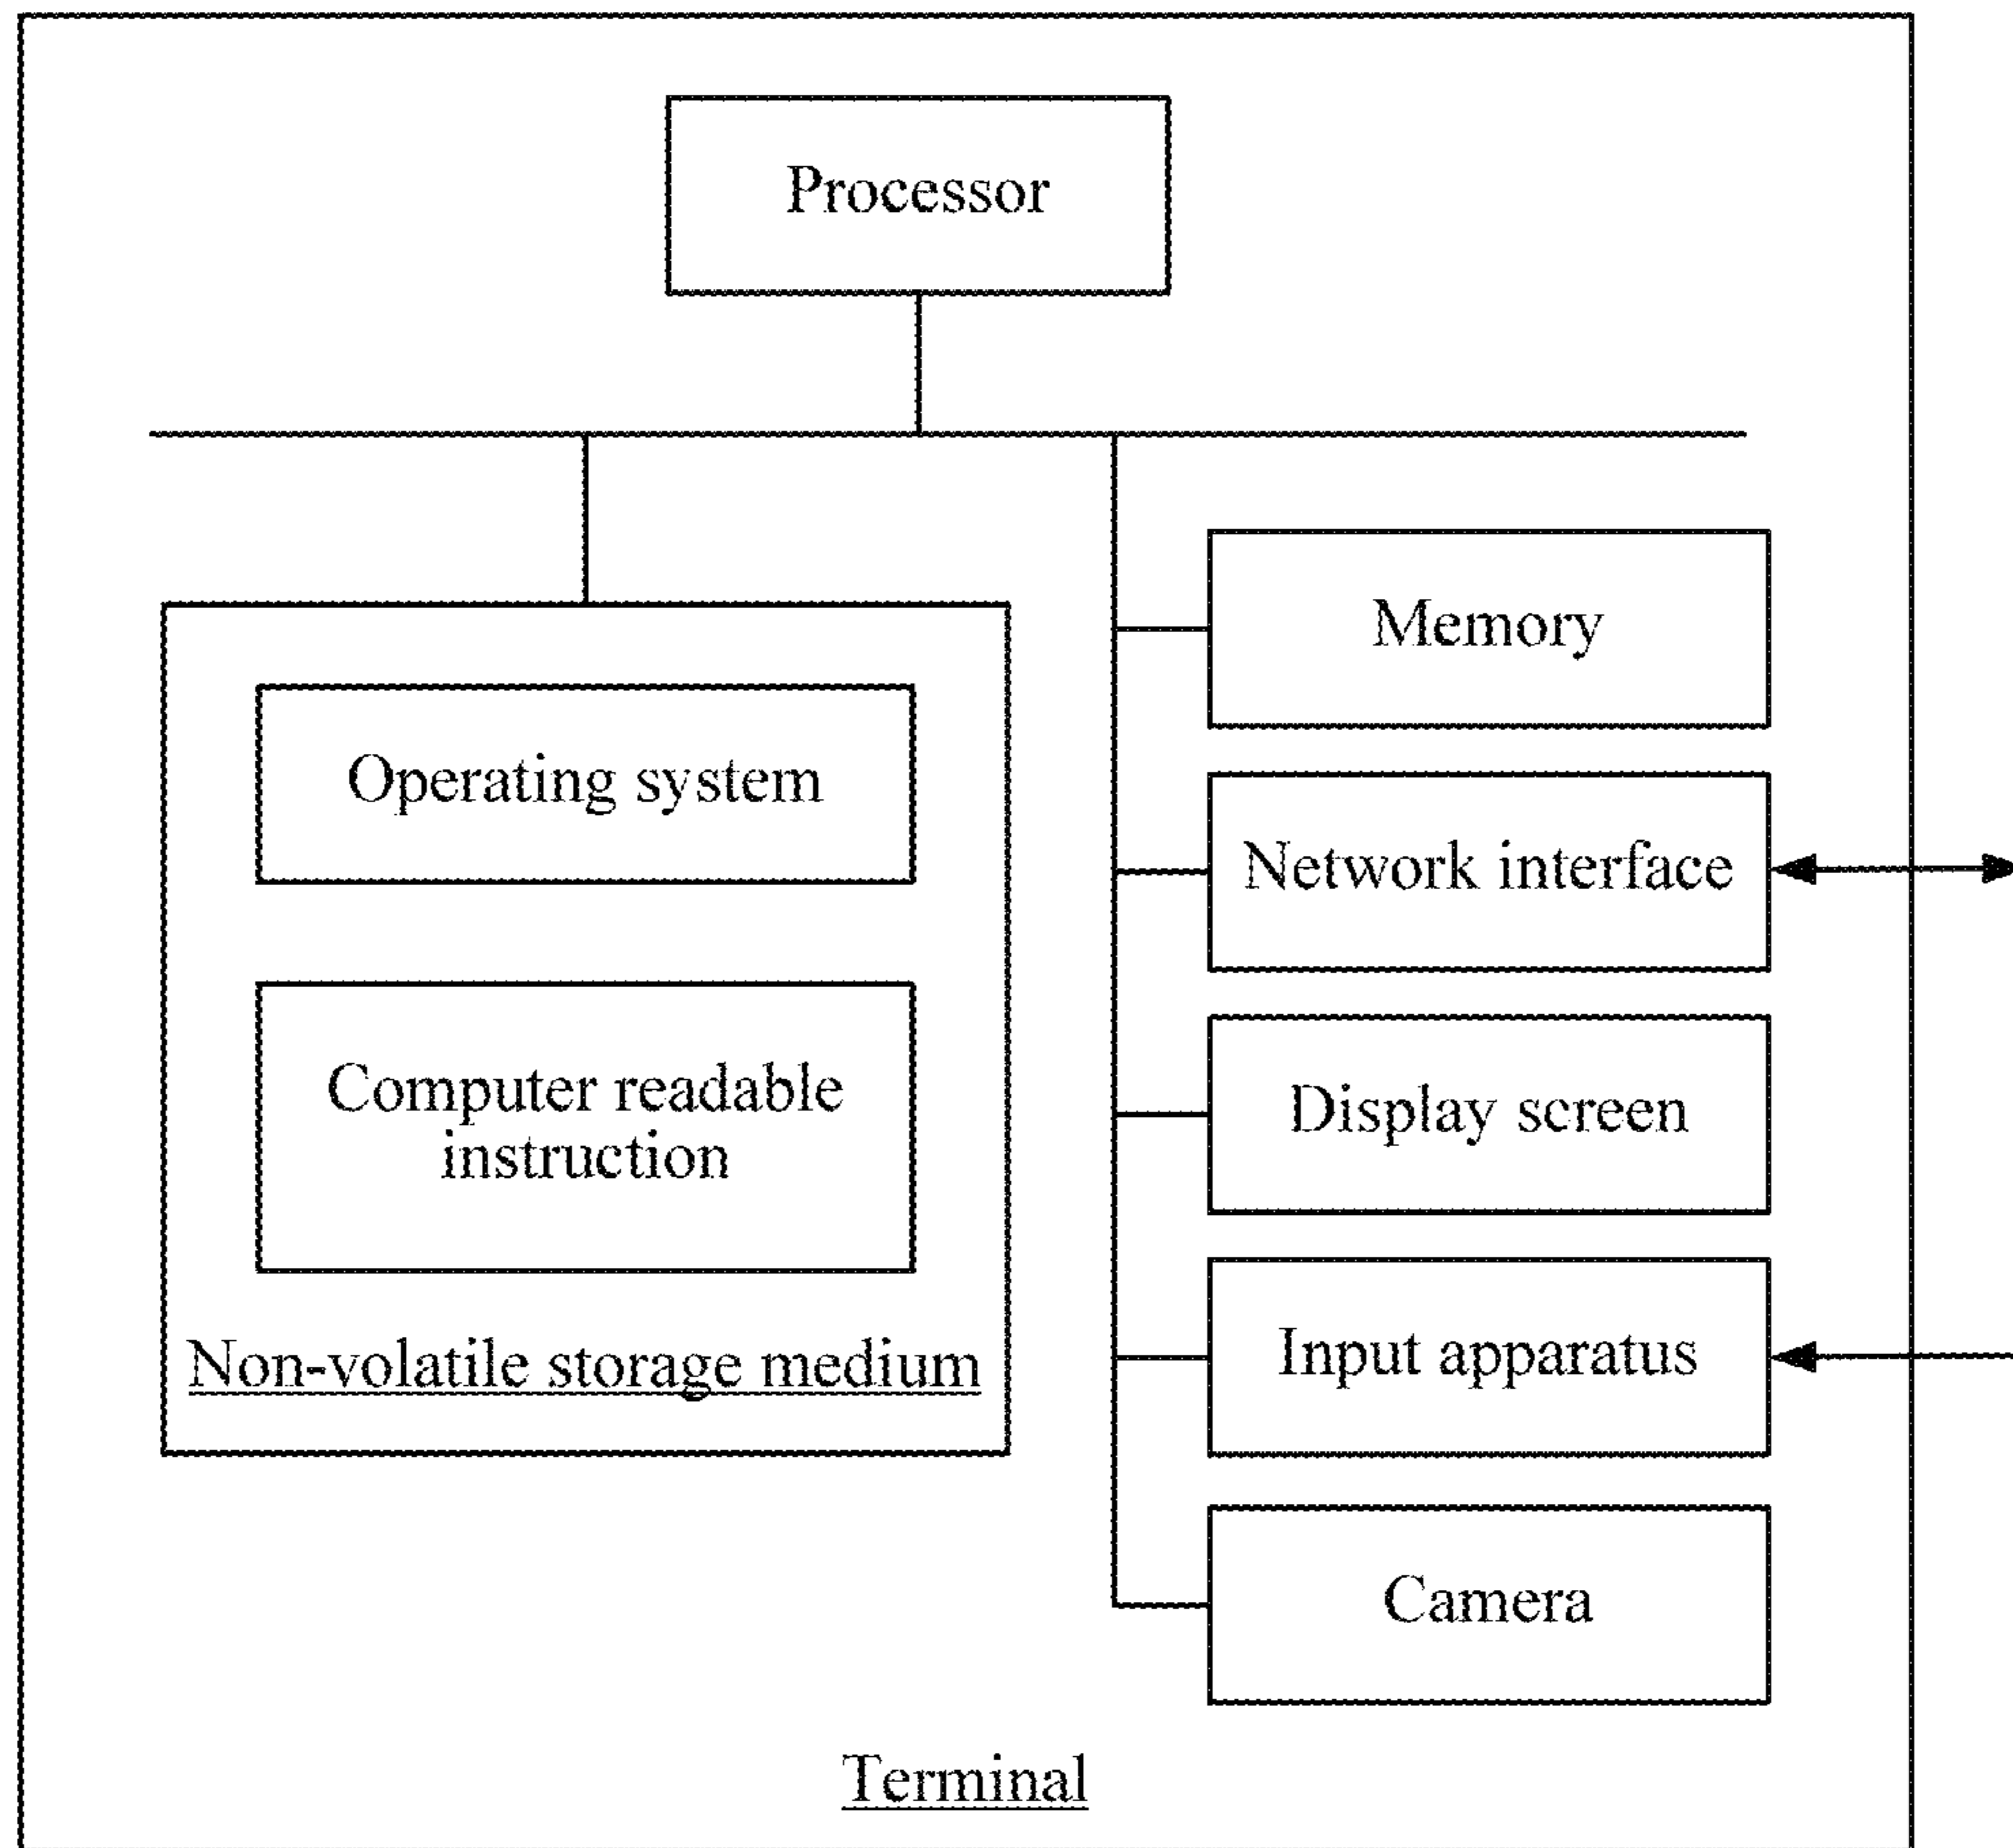 Processor
Operating system
Computer readable
instruction
Non-volatile storage medium
Memory
Network interface
Display screen
Input apparatus
Camera
Terminal